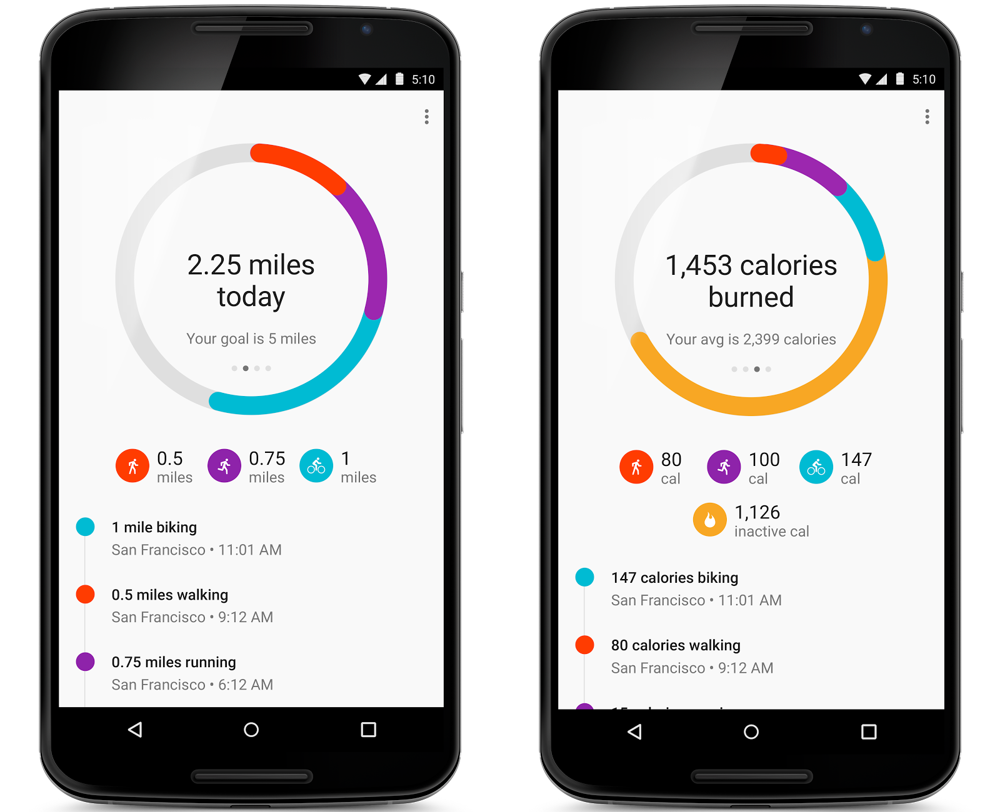 5:10
2.25 miles
today
Your goal is 5 miles
0.5
miles
0.75
miles
1
miles
1 mile biking
San Francisco • 11:01 AM
0.5 miles walking
San Francisco • 9:12 AM
0.75 miles running
San Francisco • 6:12 AM
5:10
1,453 calories
burned
Your avg is 2,399 calories
80
cal
100
cal
147
cal
1,126
inactive cal
147 calories biking
San Francisco • 11:01 AM
80 calories walking
San Francisco • 9:12 AM